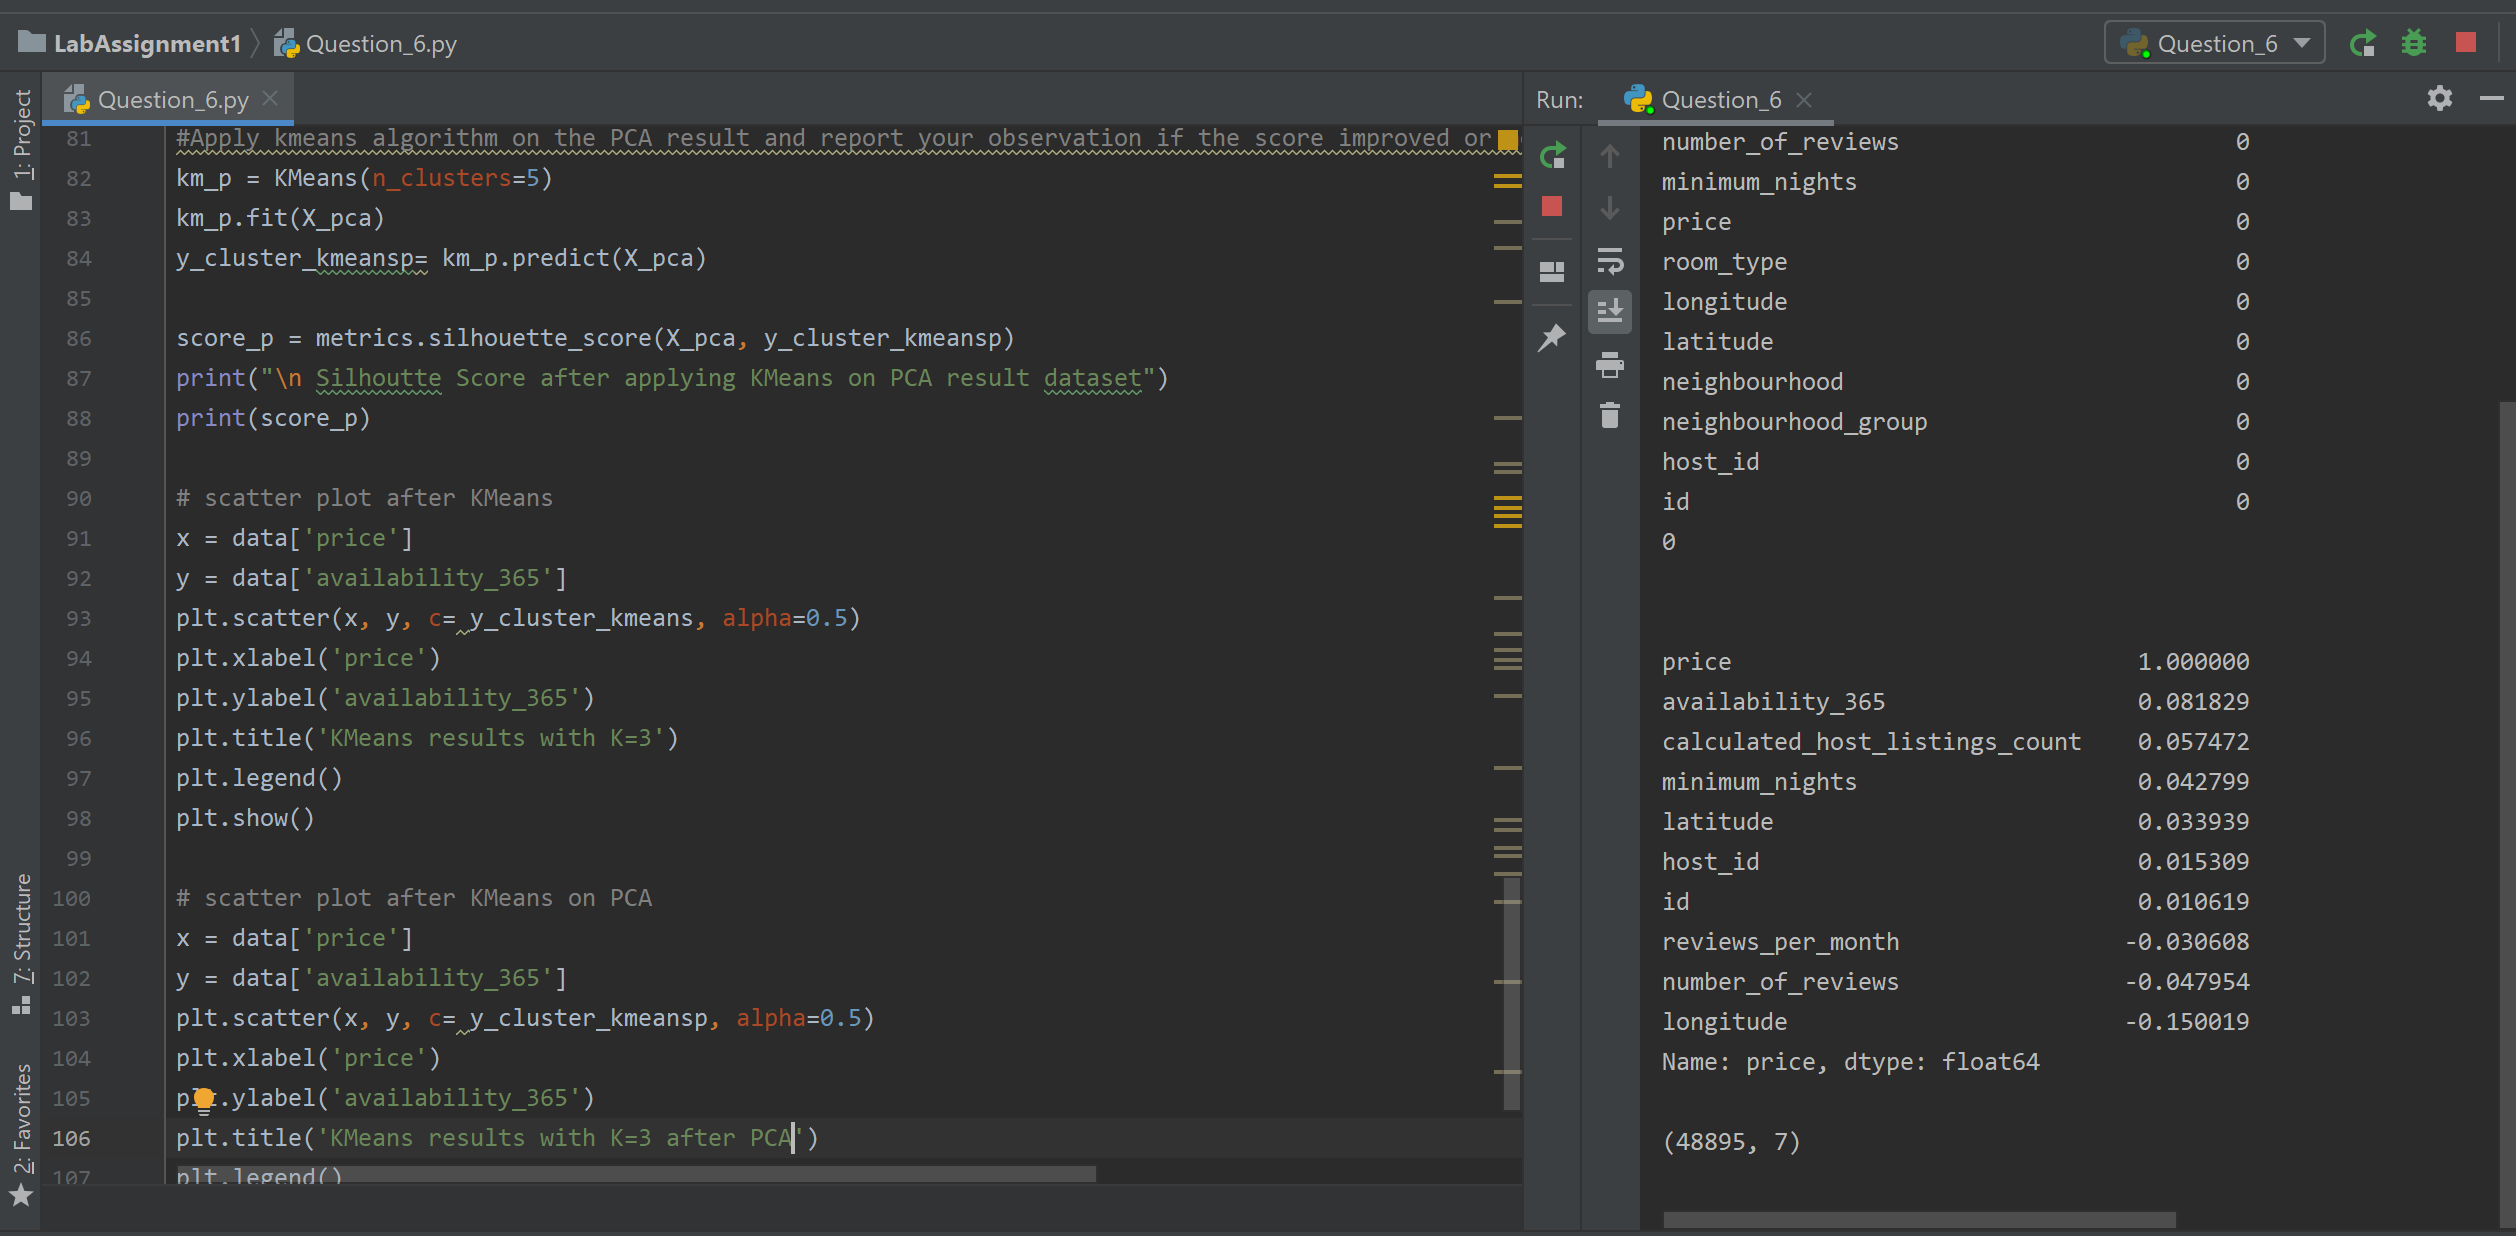 LabAssignment1 Question_6.py
Question_6
Question_6.py
Run: Question_6
1: Project
7: Structure
2: Favorites
81 #Apply kmeans algorithm on the PCA result and report your observation if the score improved or
82 km_p = KMeans(n_clusters=5)
83 km_p.fit(X_pca)
84 y_cluster_kmeansp= km_p.predict(X_pca)
85
86 score_p = metrics.silhouette_score(X_pca, y_cluster_kmeansp)
87 print("\n Silhoutte Score after applying KMeans on PCA result dataset")
88 print(score_p)
89
90 # scatter plot after KMeans
91 x = data['price']
92 y = data['availability_365']
93 plt.scatter(x, y, c= y_cluster_kmeans, alpha=0.5)
94 plt.xlabel('price')
95 plt.ylabel('availability_365')
96 plt.title('KMeans results with K=3')
97 plt.legend()
98 plt.show()
99
100 # scatter plot after KMeans on PCA
101 x = data['price']
102 y = data['availability_365']
103 plt.scatter(x, y, c= y_cluster_kmeansp, alpha=0.5)
104 plt.xlabel('price')
105 plt.ylabel('availability_365')
106 plt.title('KMeans results with K=3 after PCA')
107 plt.legend()
number_of_reviews 0
minimum_nights 0
price 0
room_type 0
longitude 0
latitude 0
neighbourhood 0
neighbourhood_group 0
host_id 0
id 0
0
price 1.000000
availability_365 0.081829
calculated_host_listings_count 0.057472
minimum_nights 0.042799
latitude 0.033939
host_id 0.015309
id 0.010619
reviews_per_month -0.030608
number_of_reviews -0.047954
longitude -0.150019
Name: price, dtype: float64
(48895, 7)